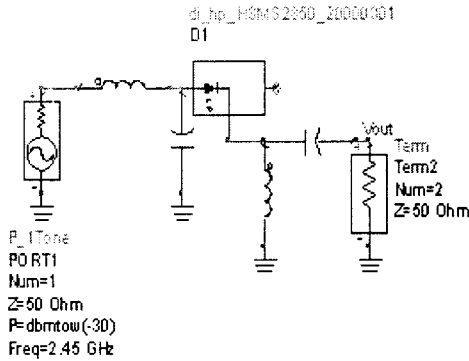 di_hp_HSMS2850_20000301
D1
Vout
Term
Term2
Num=2
Z=50 Ohm
P_1Tone
PORT1
Num=1
Z=50 Ohm
P=dbmtow(-30)
Freq=2.45 GHz